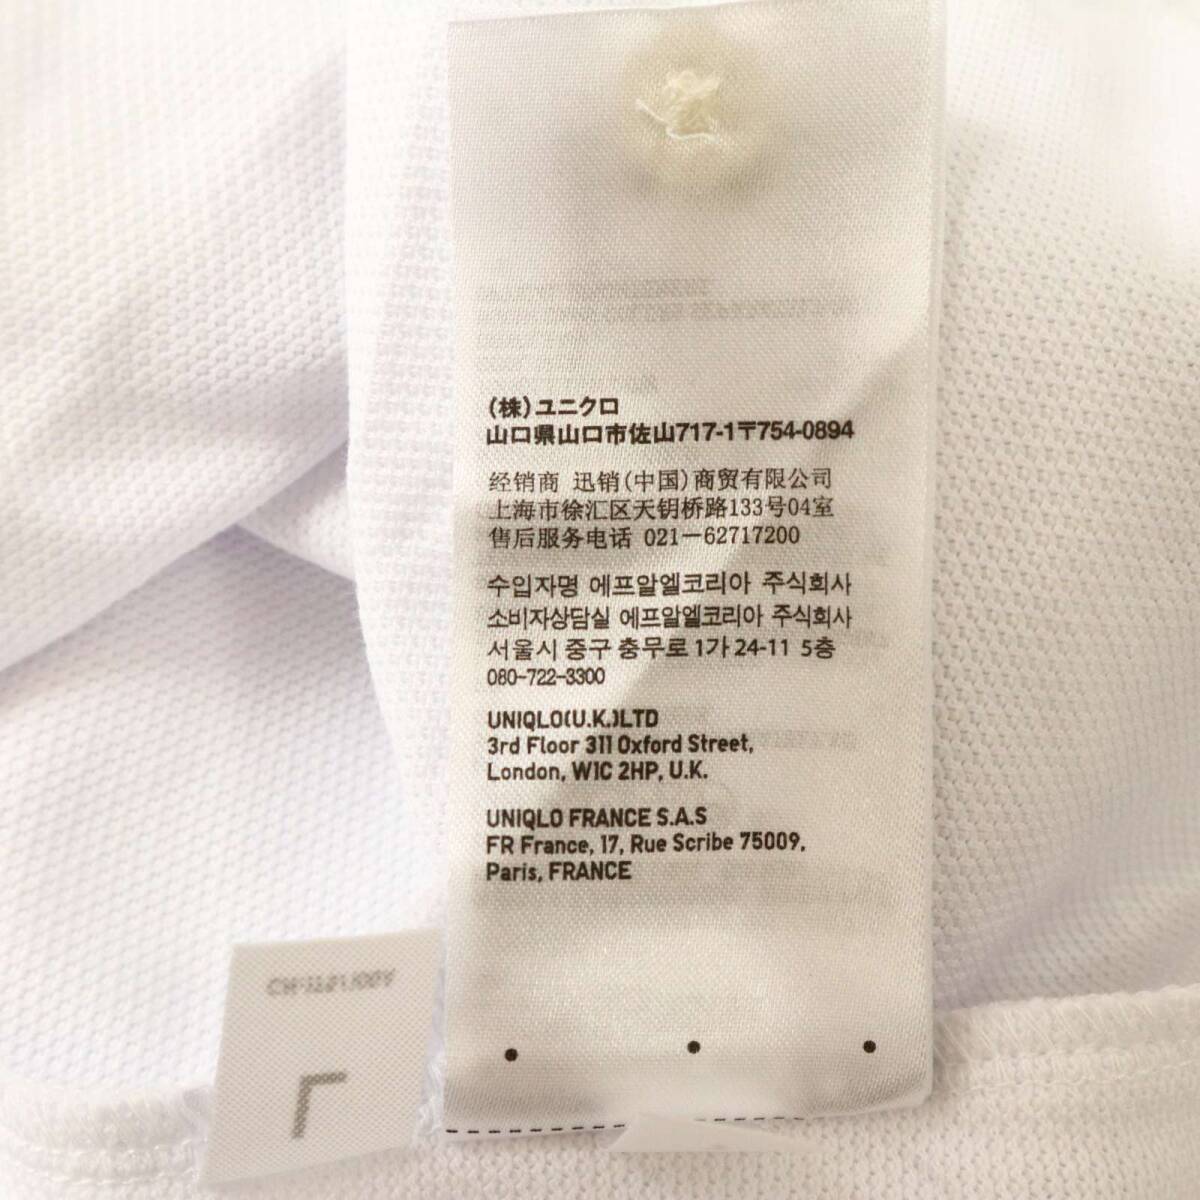 (株)ユニクロ
山口県山口市佐山717-1〒754-0894
经销商 迅销(中国)商贸有限公司
上海市徐汇区天钥桥路133号04室
售后服务电话 021-62717200
수입자명 에프알엘코리아 주식회사
소비자상담실 에프알엘코리아 주식회사
서울시 중구 충무로 1가 24-11 5층
080-722-3300
UNIQLO(U.K.)LTD
3rd Floor 311 Oxford Street,
London, W1C 2HP, U.K.
UNIQLO FRANCE S.A.S
FR France, 17, Rue Scribe 75009,
Paris, FRANCE